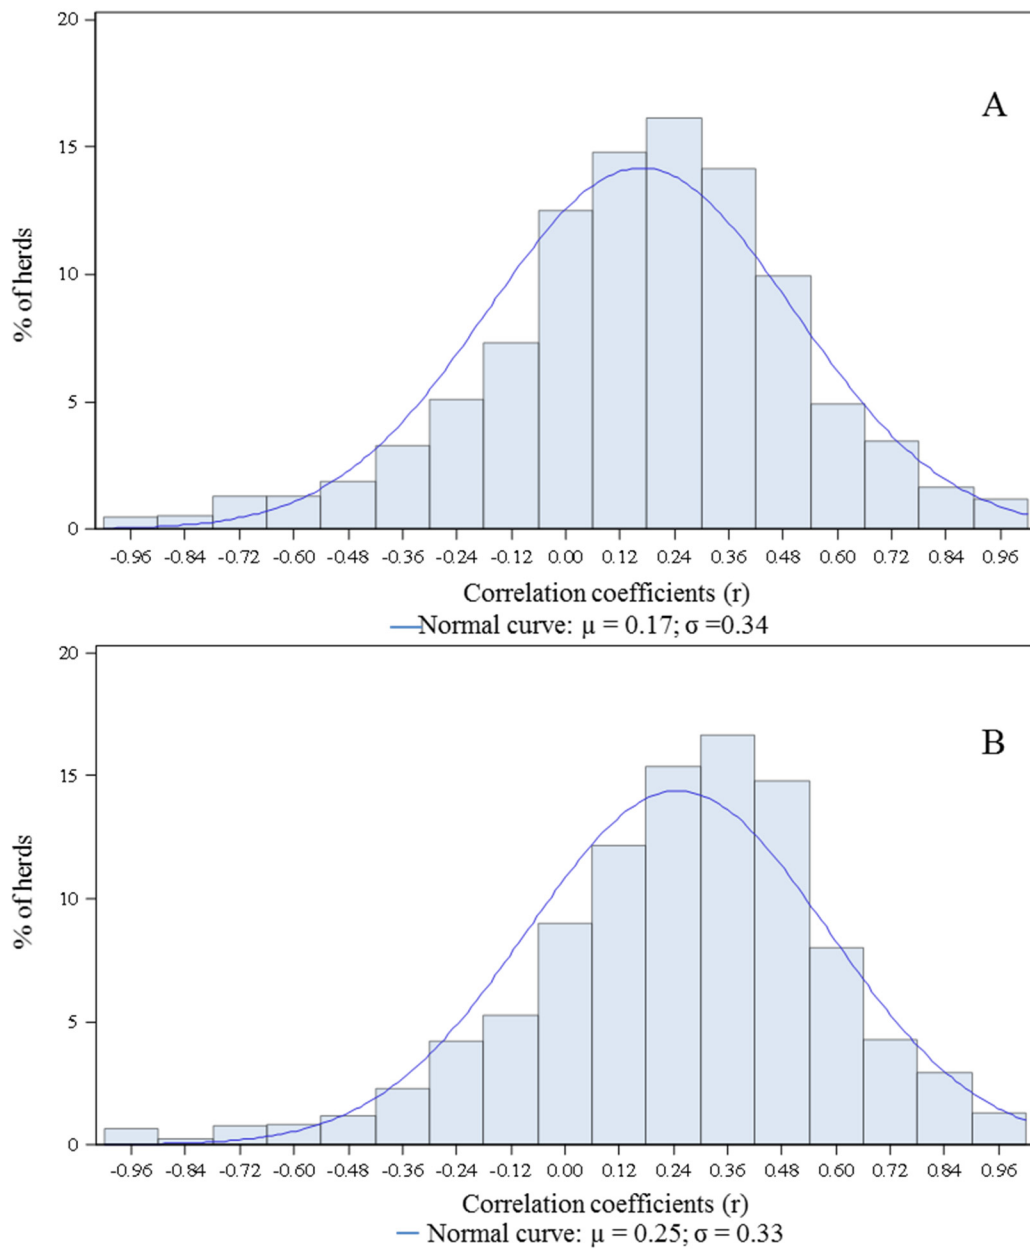 20
A
15
% of herds
10
5
0
-0.96 -0.84 -0.72 -0.60 -0.48 -0.36 -0.24 -0.12 0.00 0.12 0.24 0.36 0.48 0.60 0.72 0.84 0.96
Correlation coefficients (r)
Normal curve: μ = 0.17; σ =0.34
20
B
15
% of herds
10
5
0
-0.96 -0.84 -0.72 -0.60 -0.48 -0.36 -0.24 -0.12 0.00 0.12 0.24 0.36 0.48 0.60 0.72 0.84 0.96
Correlation coefficients (r)
Normal curve: μ = 0.25; σ = 0.33